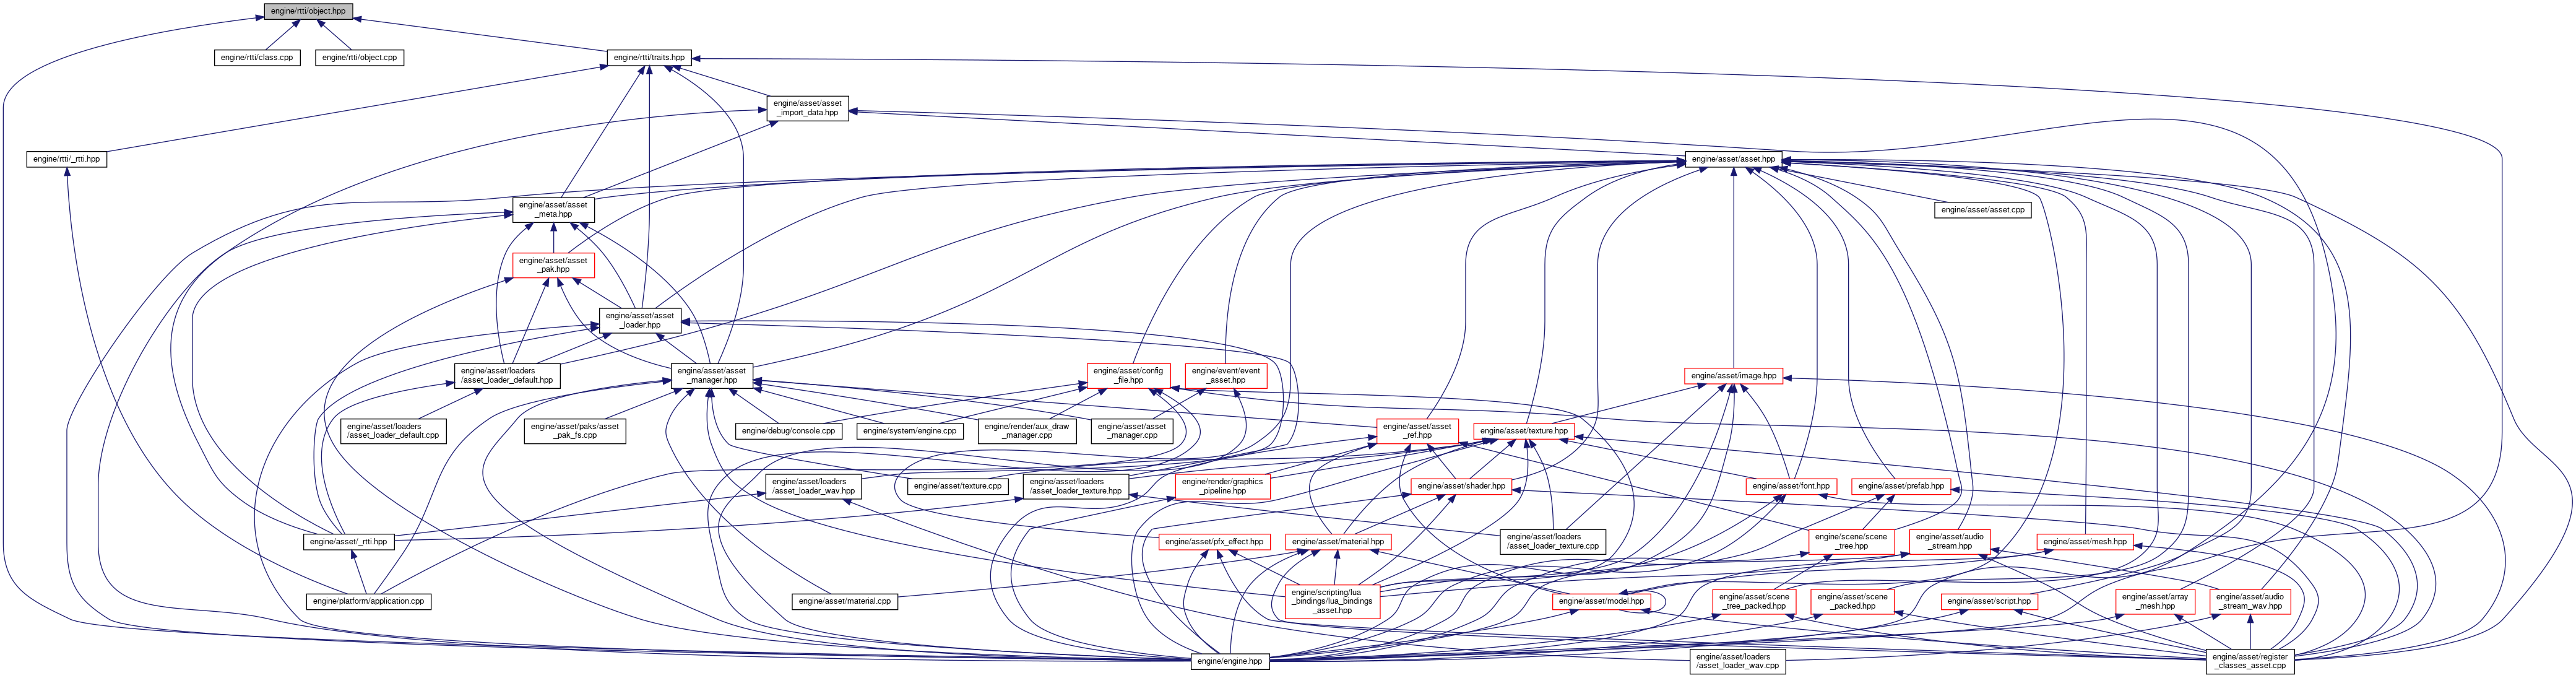 engine/rtti/object.hpp
engine/rtti/class.cpp
engine/rtti/object.cpp
engine/rtti/traits.hpp
engine/asset/asset
_import_data.hpp
engine/rtti/_rtti.hpp
engine/asset/asset.hpp
engine/asset/asset
_meta.hpp
engine/asset/asset.cpp
engine/asset/asset
_pak.hpp
engine/asset/asset
_loader.hpp
engine/asset/loaders
/asset_loader_default.hpp
engine/asset/asset
_manager.hpp
engine/asset/config
_file.hpp
engine/event/event
_asset.hpp
engine/asset/image.hpp
engine/asset/loaders
/asset_loader_default.cpp
engine/asset/paks/asset
_pak_fs.cpp
engine/debug/console.cpp
engine/system/engine.cpp
engine/render/aux_draw
_manager.cpp
engine/asset/asset
_manager.cpp
engine/asset/asset
_ref.hpp
engine/asset/texture.hpp
engine/asset/loaders
/asset_loader_wav.hpp
engine/asset/texture.cpp
engine/asset/loaders
/asset_loader_texture.hpp
engine/render/graphics
_pipeline.hpp
engine/asset/shader.hpp
engine/asset/font.hpp
engine/asset/prefab.hpp
engine/asset/_rtti.hpp
engine/asset/pfx_effect.hpp
engine/asset/material.hpp
engine/asset/loaders
/asset_loader_texture.cpp
engine/scene/scene
_tree.hpp
engine/asset/audio
_stream.hpp
engine/asset/mesh.hpp
engine/platform/application.cpp
engine/asset/material.cpp
engine/scripting/lua
_bindings/lua_bindings
_asset.hpp
engine/asset/model.hpp
engine/asset/scene
_tree_packed.hpp
engine/asset/scene
_packed.hpp
engine/asset/script.hpp
engine/asset/array
_mesh.hpp
engine/asset/audio
_stream_wav.hpp
engine/engine.hpp
engine/asset/loaders
/asset_loader_wav.cpp
engine/asset/register
_classes_asset.cpp